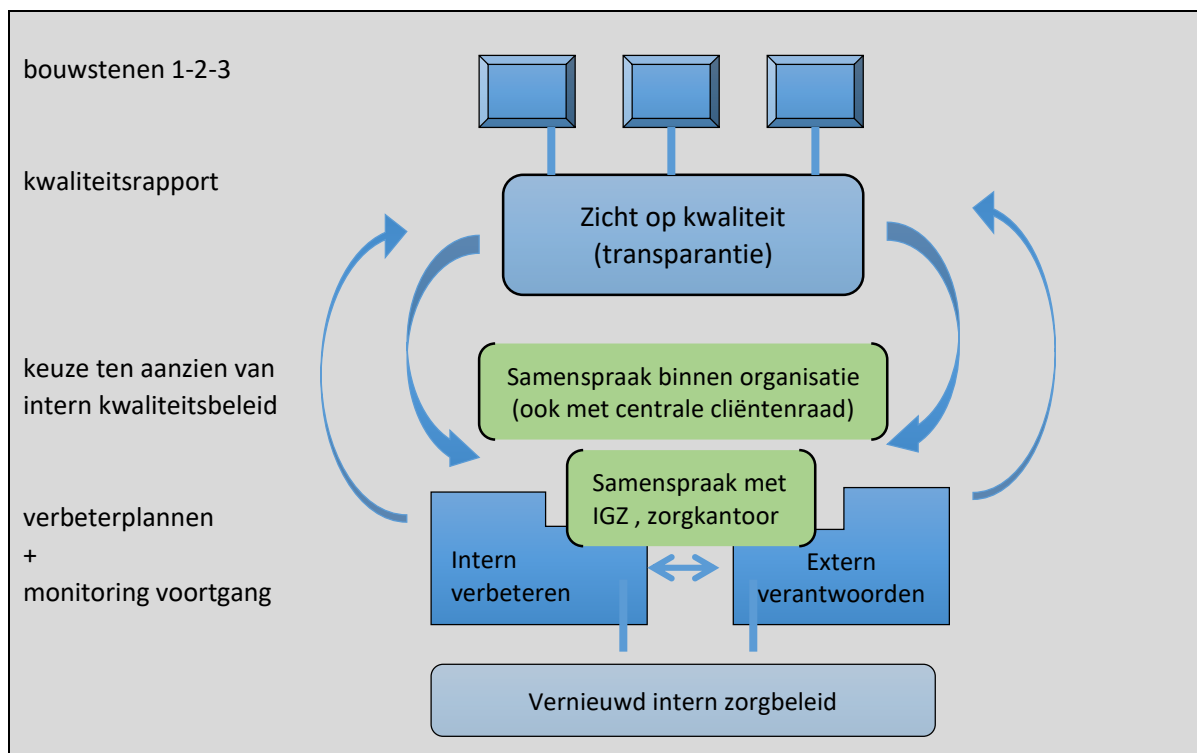 bouwstenen 1-2-3
kwaliteitsrapport
Zicht op kwaliteit
(transparantie)
keuze ten aanzien van
intern kwaliteitsbeleid
Samenspraak binnen organisatie
(ook met centrale cliëntenraad)
Samenspraak met
IGZ , zorgkantoor
verbeterplannen
+
monitoring voortgang
Intern
verbeteren
Extern
verantwoorden
Vernieuwd intern zorgbeleid